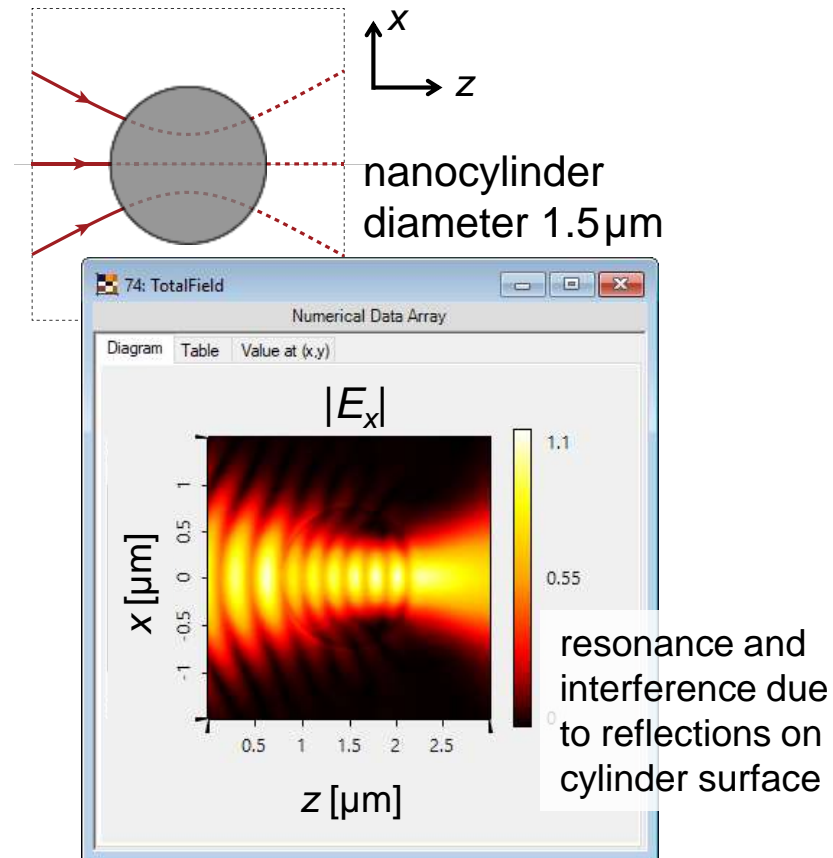 x
z
nanocylinder
diameter 1.5µm
74: TotalField
Numerical Data Array
Diagram Table Value at (x,y)
|Ex|
1.1
0.55
0
x [µm]
1
0.5
0
-0.5
-1
0.5 1 1.5 2 2.5
z [µm]
resonance and
interference due
to reflections on
cylinder surface